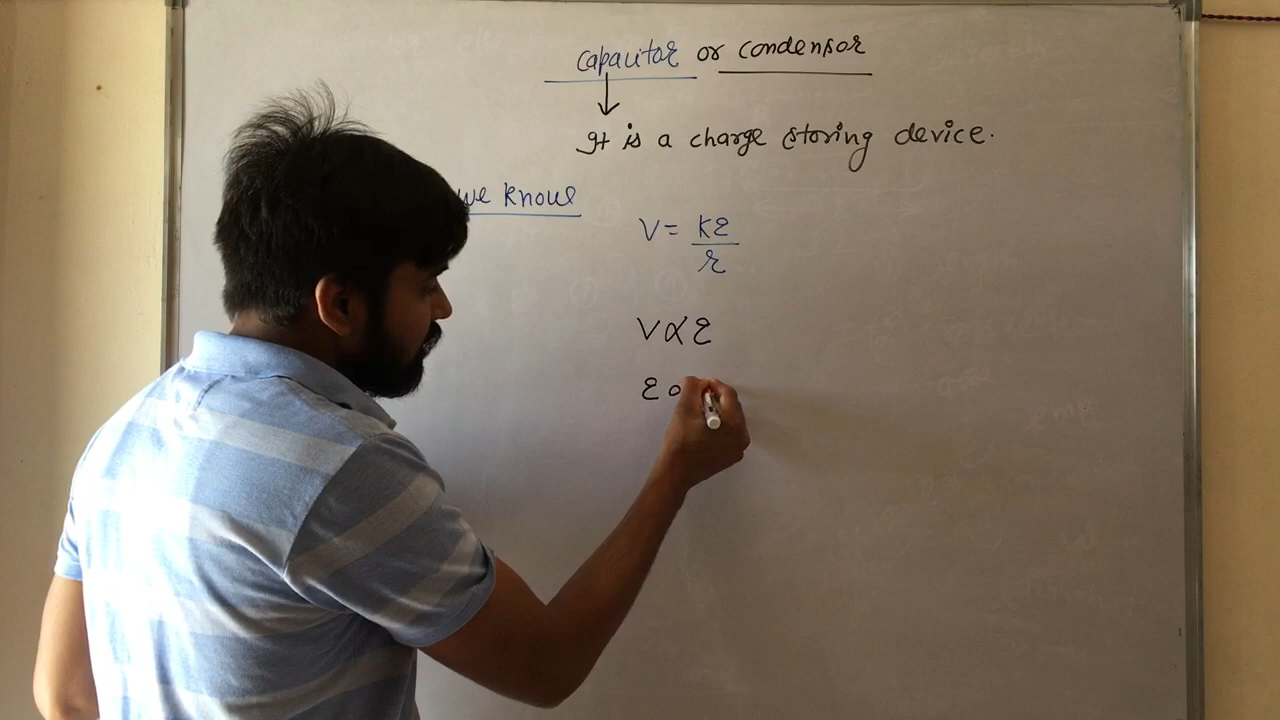 capacitor or condensor
↓
It is a charge storing device.
we know
V = kq/r
V ∝ q
q ∝